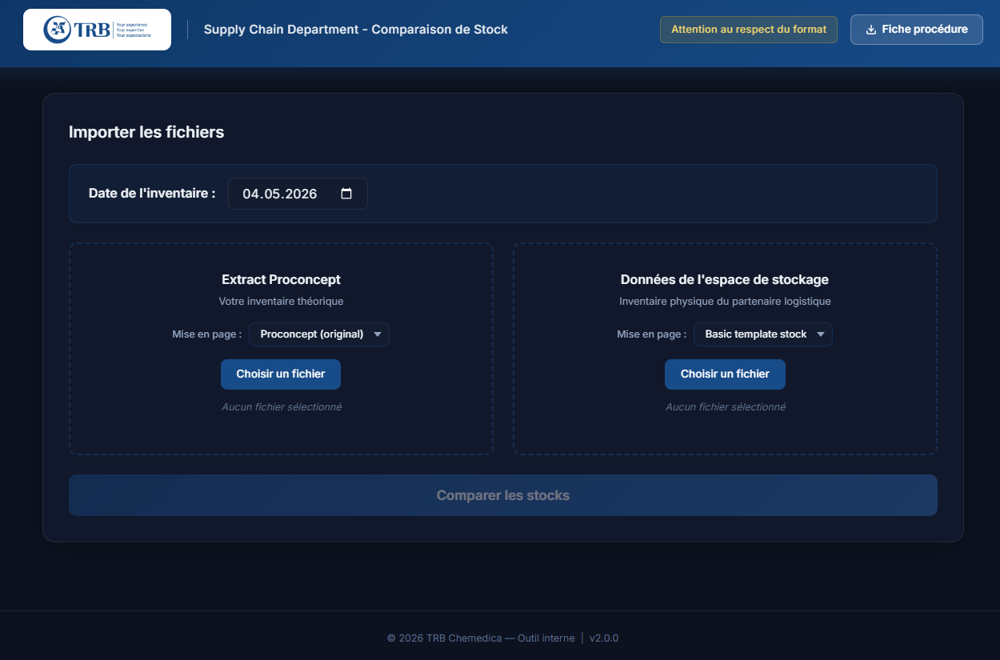 TRB
Your experience
Your expertise
Your expectations
Supply Chain Department - Comparaison de Stock
Attention au respect du format
Fiche procédure
Importer les fichiers
Date de l'inventaire :
04.05.2026
Extract Proconcept
Votre inventaire théorique
Mise en page :
Proconcept (original)
Choisir un fichier
Aucun fichier sélectionné
Données de l'espace de stockage
Inventaire physique du partenaire logistique
Mise en page :
Basic template stock
Choisir un fichier
Aucun fichier sélectionné
Comparer les stocks
© 2026 TRB Chemedica — Outil interne | v2.0.0